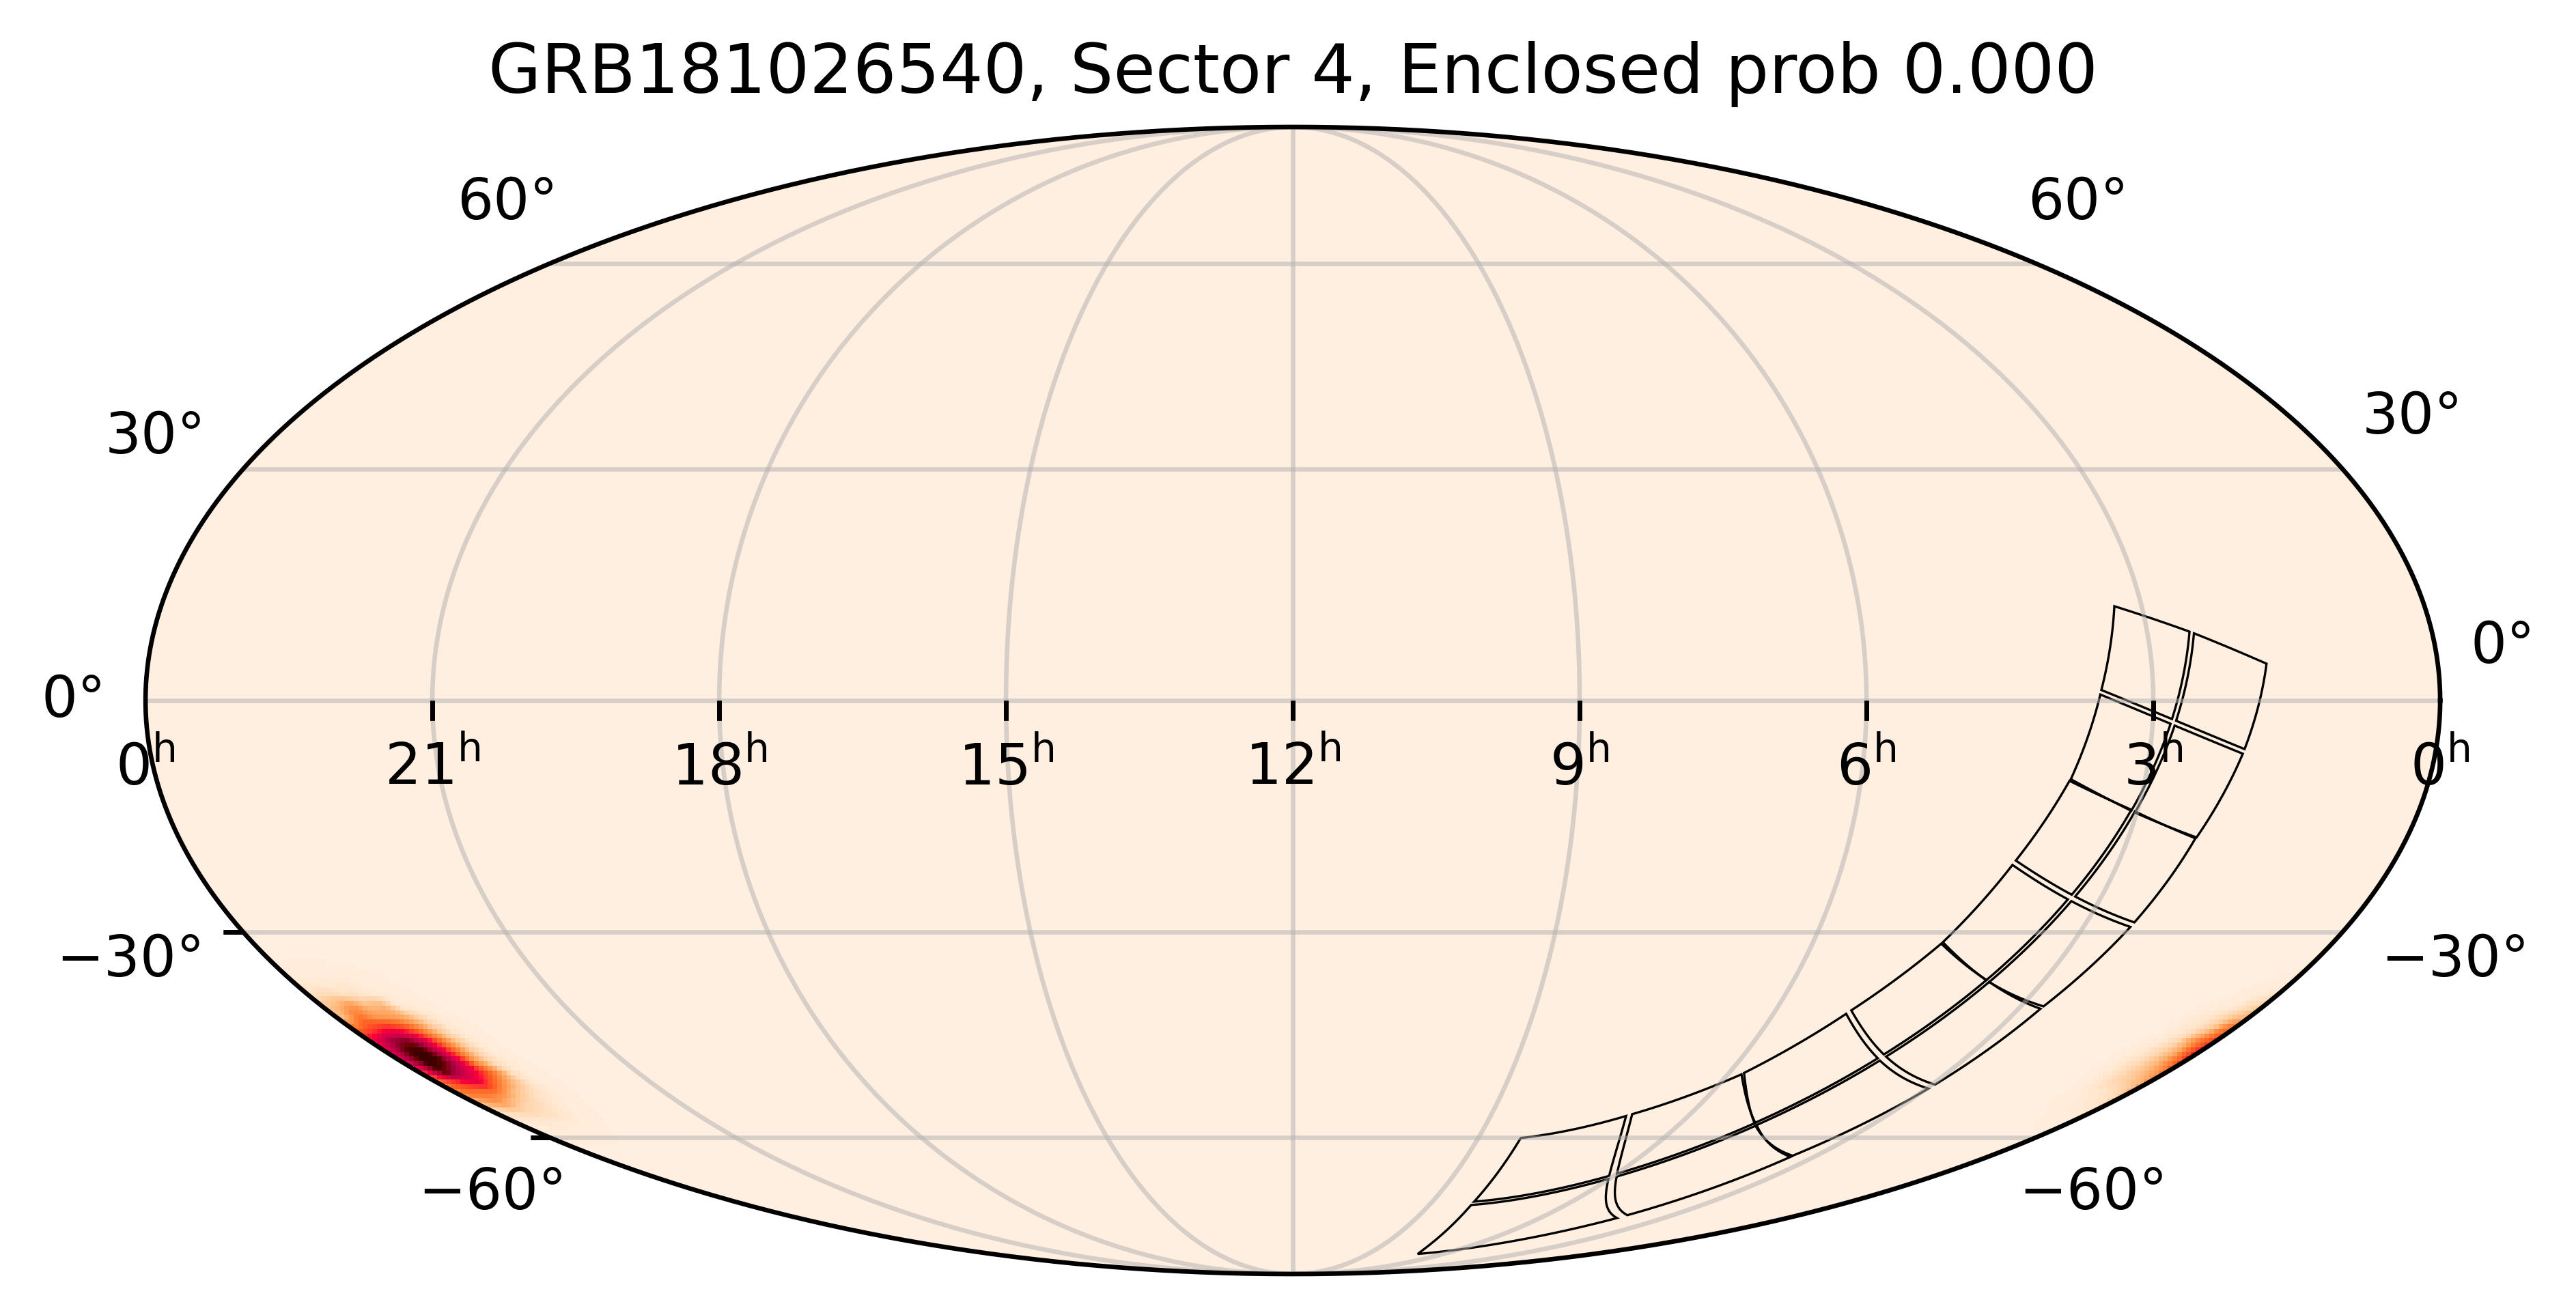 GRB181026540, Sector 4, Enclosed prob 0.000
60° 60°
30° 30°
0° 0°
0ʰ 21ʰ 18ʰ 15ʰ 12ʰ 9ʰ 6ʰ 3ʰ 0ʰ
−30° −30°
−60° −60°